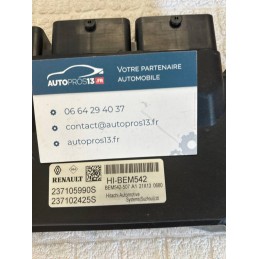 AUTOPROS13.FR
VOTRE PARTENAIRE
AUTOMOBILE
06 64 29 40 37
contact@autopros13.fr
autopros13.fr
RENAULT
HI-BEM542
237105990S
237102425S
Hitachi Automotive